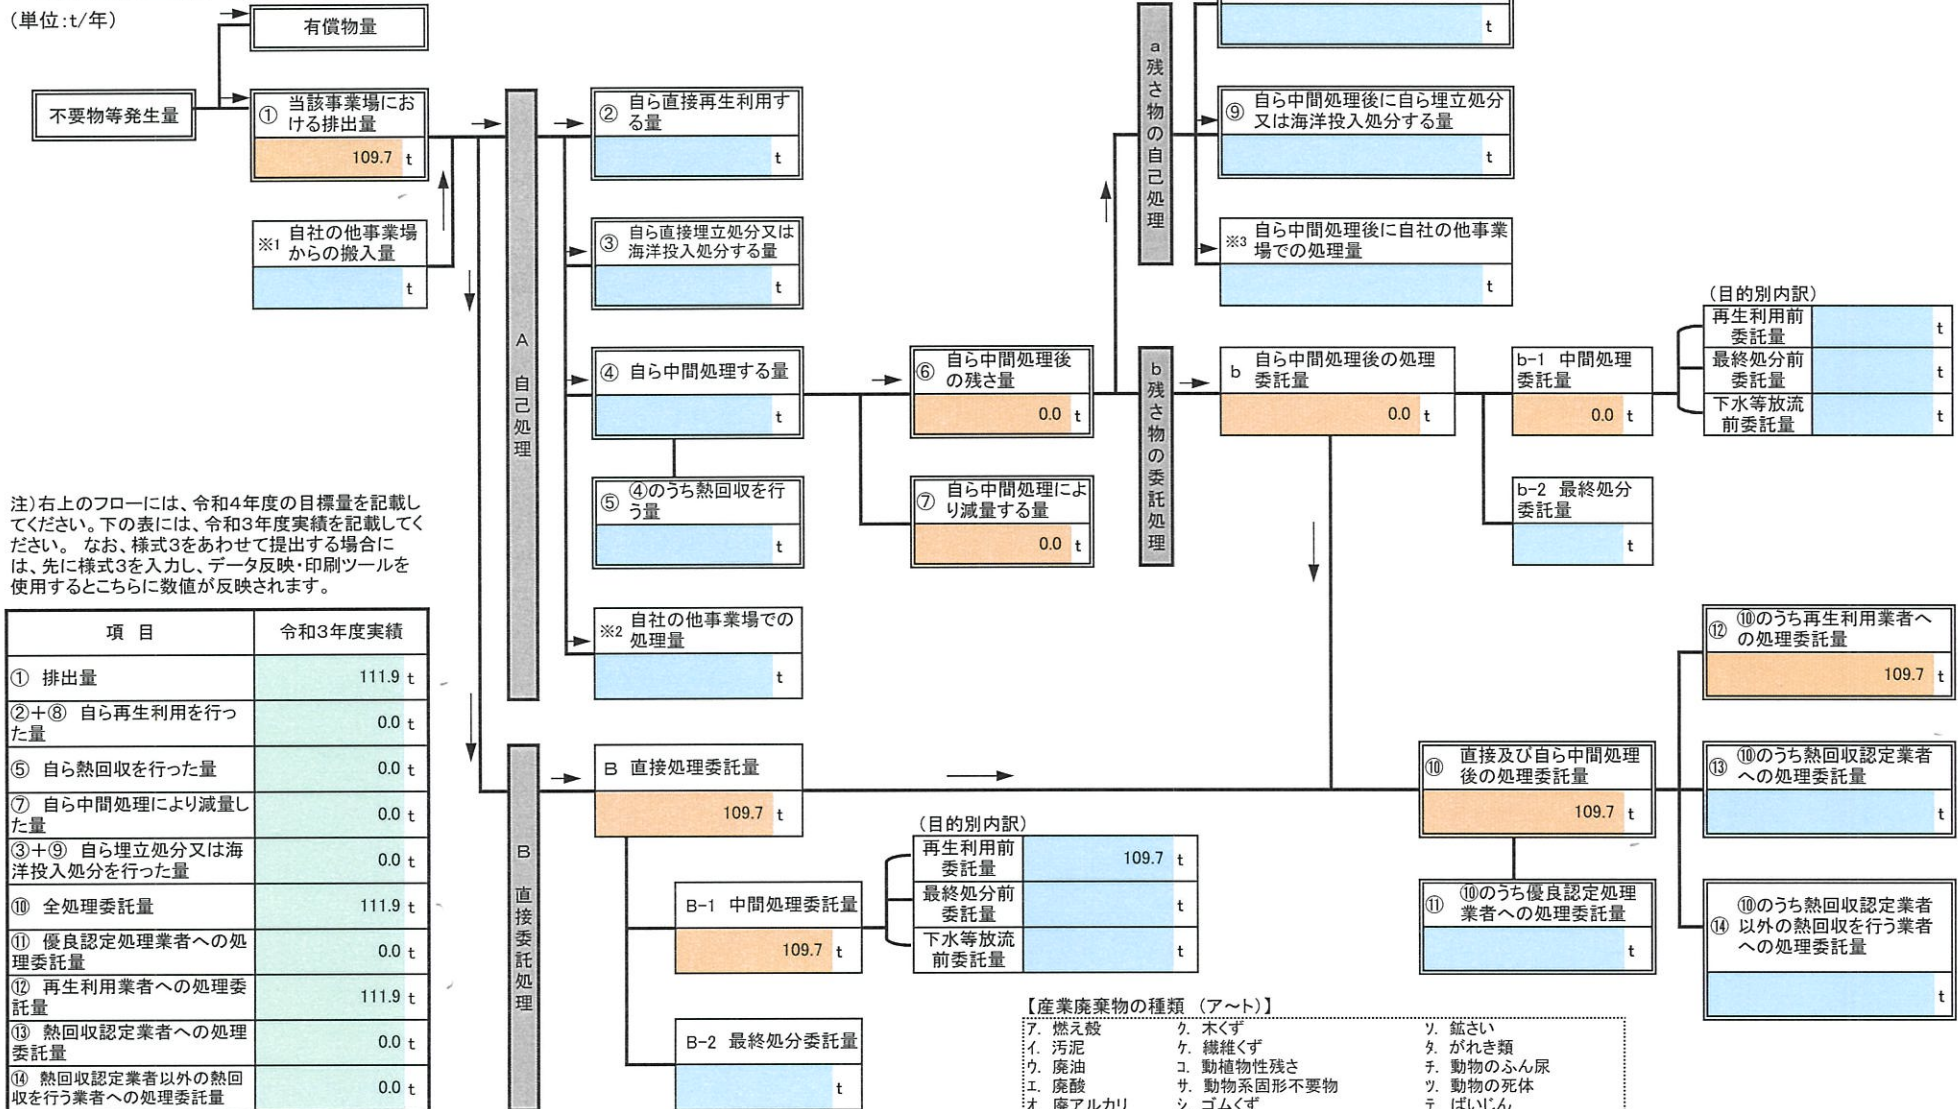 （単位:t/年）
有償物量
不要物等発生量
① 当該事業場にお
ける排出量
109.7 t
※1 自社の他事業場
からの搬入量
t
A 自己処理
② 自ら直接再生利用す
る量
t
③ 自ら直接埋立処分又は
海洋投入処分する量
t
④ 自ら中間処理する量
t
⑤ ④のうち熱回収を行
う量
t
※2 自社の他事業場での
処理量
t
⑥ 自ら中間処理後
の残さ量
0.0 t
⑦ 自ら中間処理によ
り減量する量
0.0 t
a 残さ物の自己処理
t
⑨ 自ら中間処理後に自ら埋立処分
又は海洋投入処分する量
t
※3 自ら中間処理後に自社の他事業
場での処理量
t
b 残さ物の委託処理
b 自ら中間処理後の処理
委託量
0.0 t
b-1 中間処理
委託量
0.0 t
（目的別内訳）
再生利用前
委託量
t
最終処分前
委託量
t
下水等放流
前委託量
t
b-2 最終処分
委託量
t
注）右上のフローには、令和４年度の目標量を記載し
てください。下の表には、令和３年度実績を記載してく
ださい。 なお、様式３をあわせて提出する場合に
は、先に様式３を入力し、データ反映・印刷ツールを
使用するとこちらに数値が反映されます。
項 目 令和３年度実績
① 排出量 111.9 t
②＋⑧ 自ら再生利用を行っ
た量 0.0 t
⑤ 自ら熱回収を行った量 0.0 t
⑦ 自ら中間処理により減量し
た量 0.0 t
③＋⑨ 自ら埋立処分又は海
洋投入処分を行った量 0.0 t
⑩ 全処理委託量 111.9 t
⑪ 優良認定処理業者への処
理委託量 0.0 t
⑫ 再生利用業者への処理委
託量 111.9 t
⑬ 熱回収認定業者への処理
委託量 0.0 t
⑭ 熱回収認定業者以外の熱回
収を行う業者への処理委託量 0.0 t
B 直接委託処理
B 直接処理委託量
109.7 t
B-1 中間処理委託量
109.7 t
（目的別内訳）
再生利用前
委託量
109.7 t
最終処分前
委託量
t
下水等放流
前委託量
t
B-2 最終処分委託量
t
⑩ 直接及び自ら中間処理
後の処理委託量
109.7 t
⑪ ⑩のうち優良認定処理
業者への処理委託量
t
⑫ ⑩のうち再生利用業者へ
の処理委託量
109.7 t
⑬ ⑩のうち熱回収認定業者
への処理委託量
t
⑭ ⑩のうち熱回収認定業者
以外の熱回収を行う業者
への処理委託量
t
【産業廃棄物の種類 （ア～ト）】
ア. 燃え殻 ク. 木くず ソ. 鉱さい
イ. 汚泥 ケ. 繊維くず タ. がれき類
ウ. 廃油 コ. 動植物性残さ チ. 動物のふん尿
エ. 廃酸 サ. 動物系固形不要物 ツ. 動物の死体
オ. 廃アルカリ シ. ゴムくず テ. ばいじん